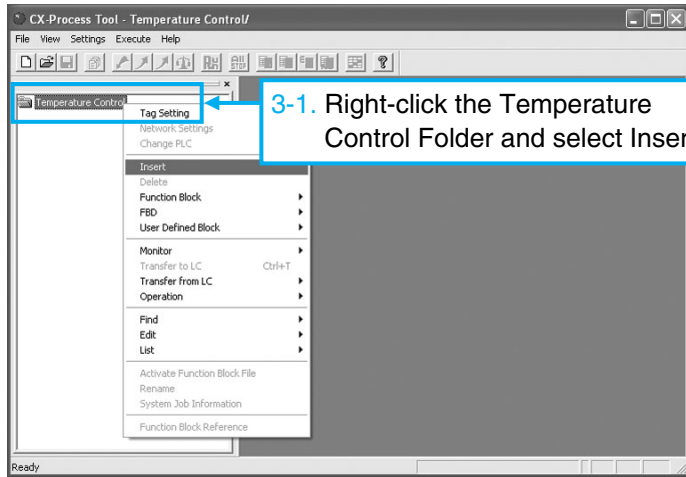 CX-Process Tool - Temperature Control/
File View Settings Execute Help
Temperature Control
3-1. Right-click the Temperature
Control Folder and select Inser
Tag Setting
Network Settings
Change PLC
Insert
Delete
Function Block
FBD
User Defined Block
Monitor
Transfer to LC Ctrl+T
Transfer from LC
Operation
Find
Edit
List
Activate Function Block File
Rename
System Job Information
Function Block Reference
Ready